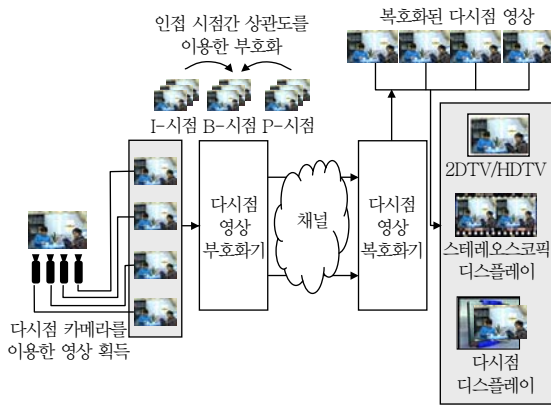 인접 시점간 상관도를
이용한 부호화
I-시점 B-시점 P-시점
복호화된 다시점 영상
다시점 카메라를
이용한 영상 획득
다시점
영상
부호화기
채널
다시점
영상
복호화기
2DTV/HDTV
스테레오스코픽
디스플레이
다시점
디스플레이